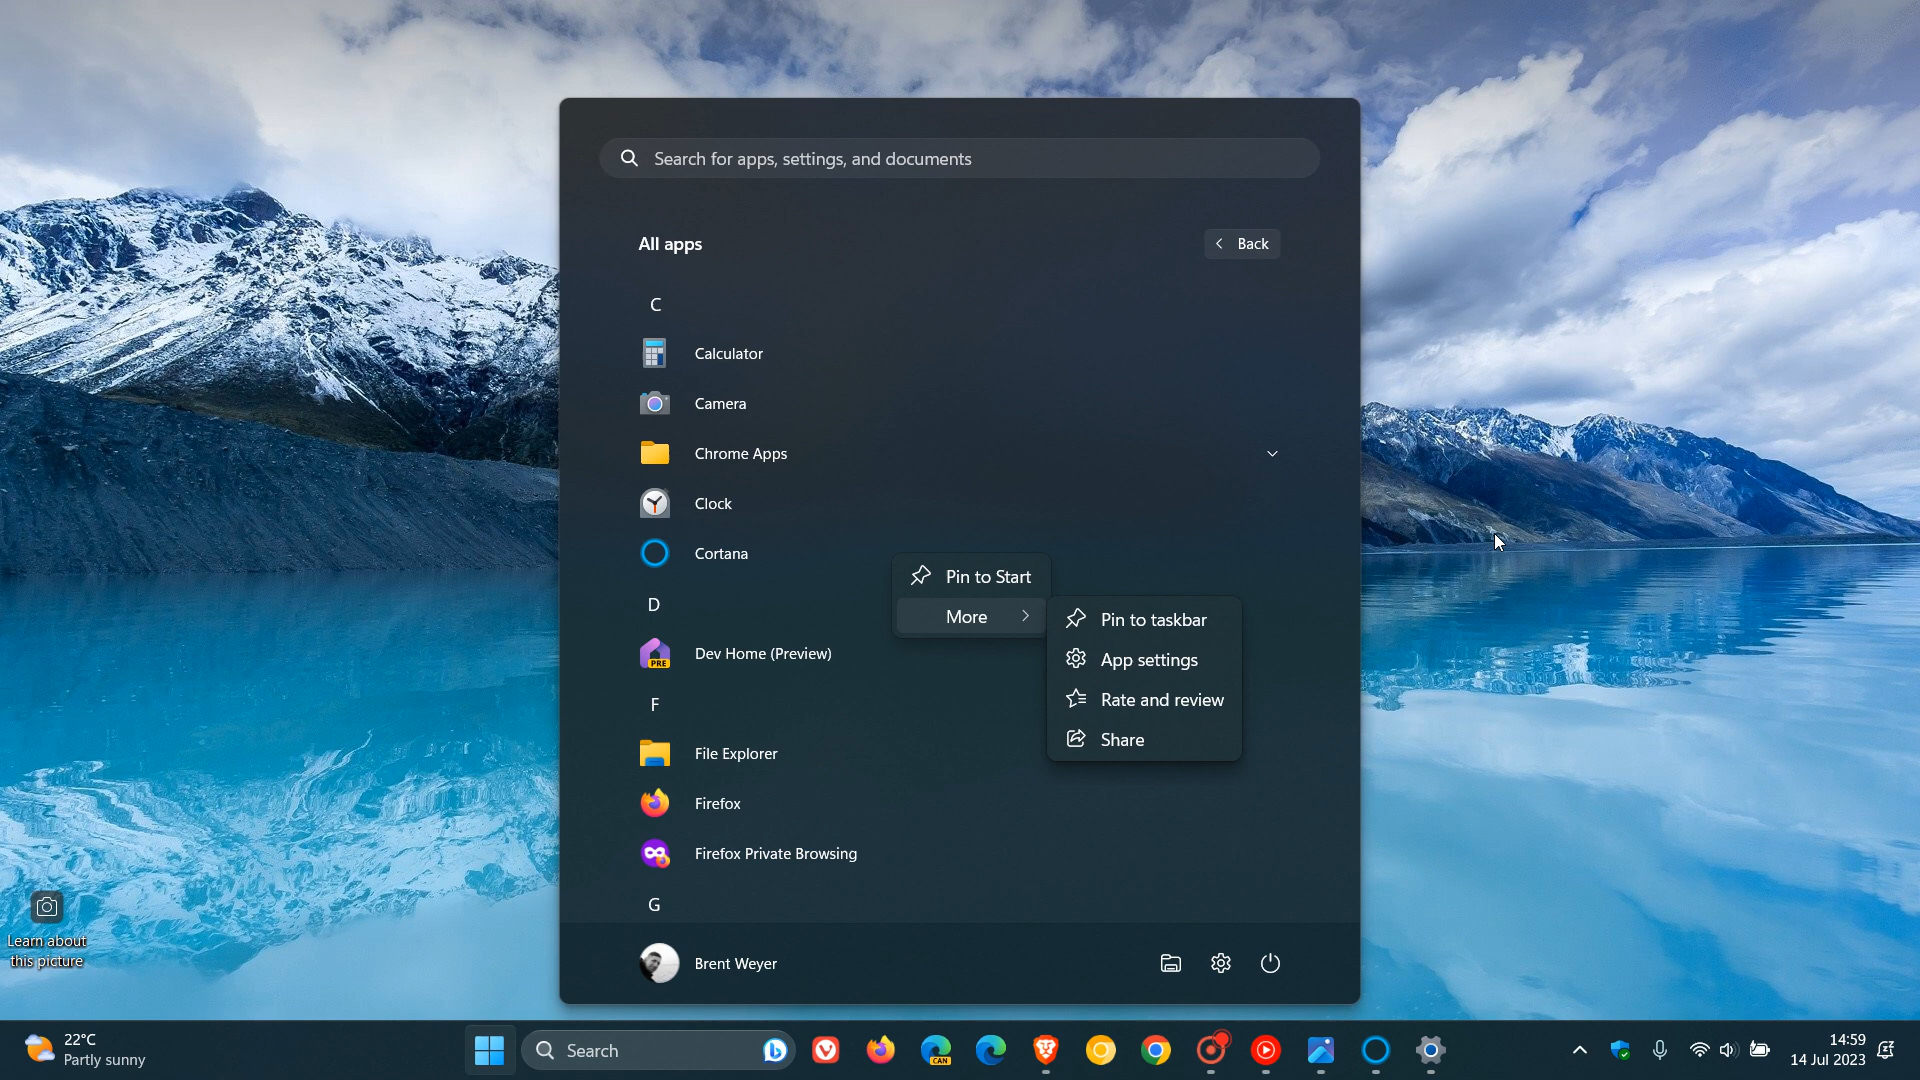 Search for apps, settings, and documents
All apps
Back
C
Calculator
Camera
Chrome Apps
Clock
Cortana
Pin to Start
More
D
Dev Home (Preview)
PRE
Pin to taskbar
App settings
Rate and review
Share
F
File Explorer
Firefox
Firefox Private Browsing
G
Brent Weyer
Learn about
this picture
22°C
Partly sunny
Search
CAN
14:59
14 Jul 2023